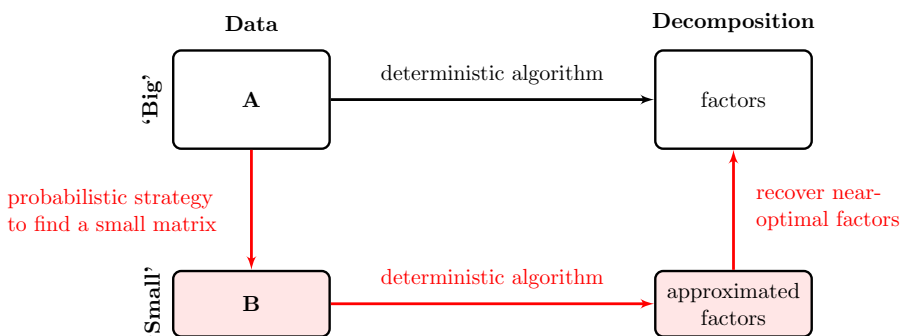 Data
Decomposition
‘Big’
A
deterministic algorithm
factors
probabilistic strategy
to find a small matrix
recover near-
optimal factors
Small’
B
deterministic algorithm
approximated
factors